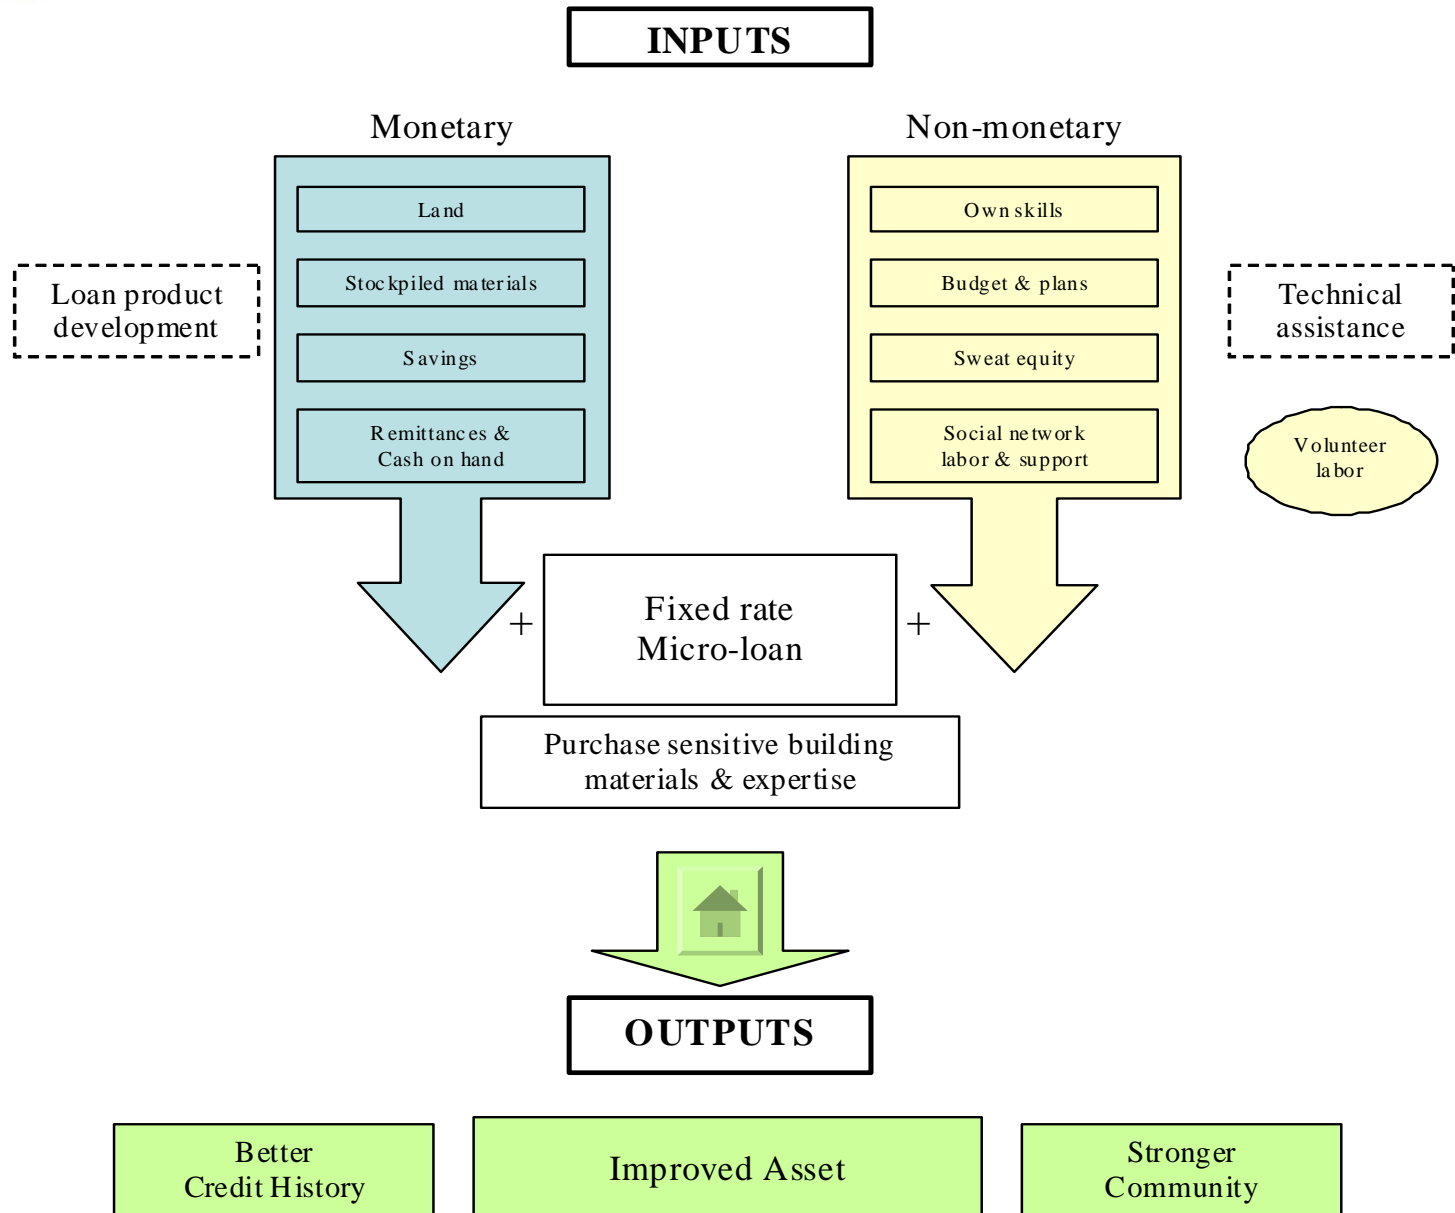 INPUTS
Monetary
Non-monetary
Land
Stockpiled materials
Savings
Remittances &
Cash on hand
Own skills
Budget & plans
Sweat equity
Social network
labor & support
Loan product
development
Technical
assistance
Volunteer
labor
+
Fixed rate
Micro-loan
+
Purchase sensitive building
materials & expertise
OUTPUTS
Better
Credit History
Improved Asset
Stronger
Community